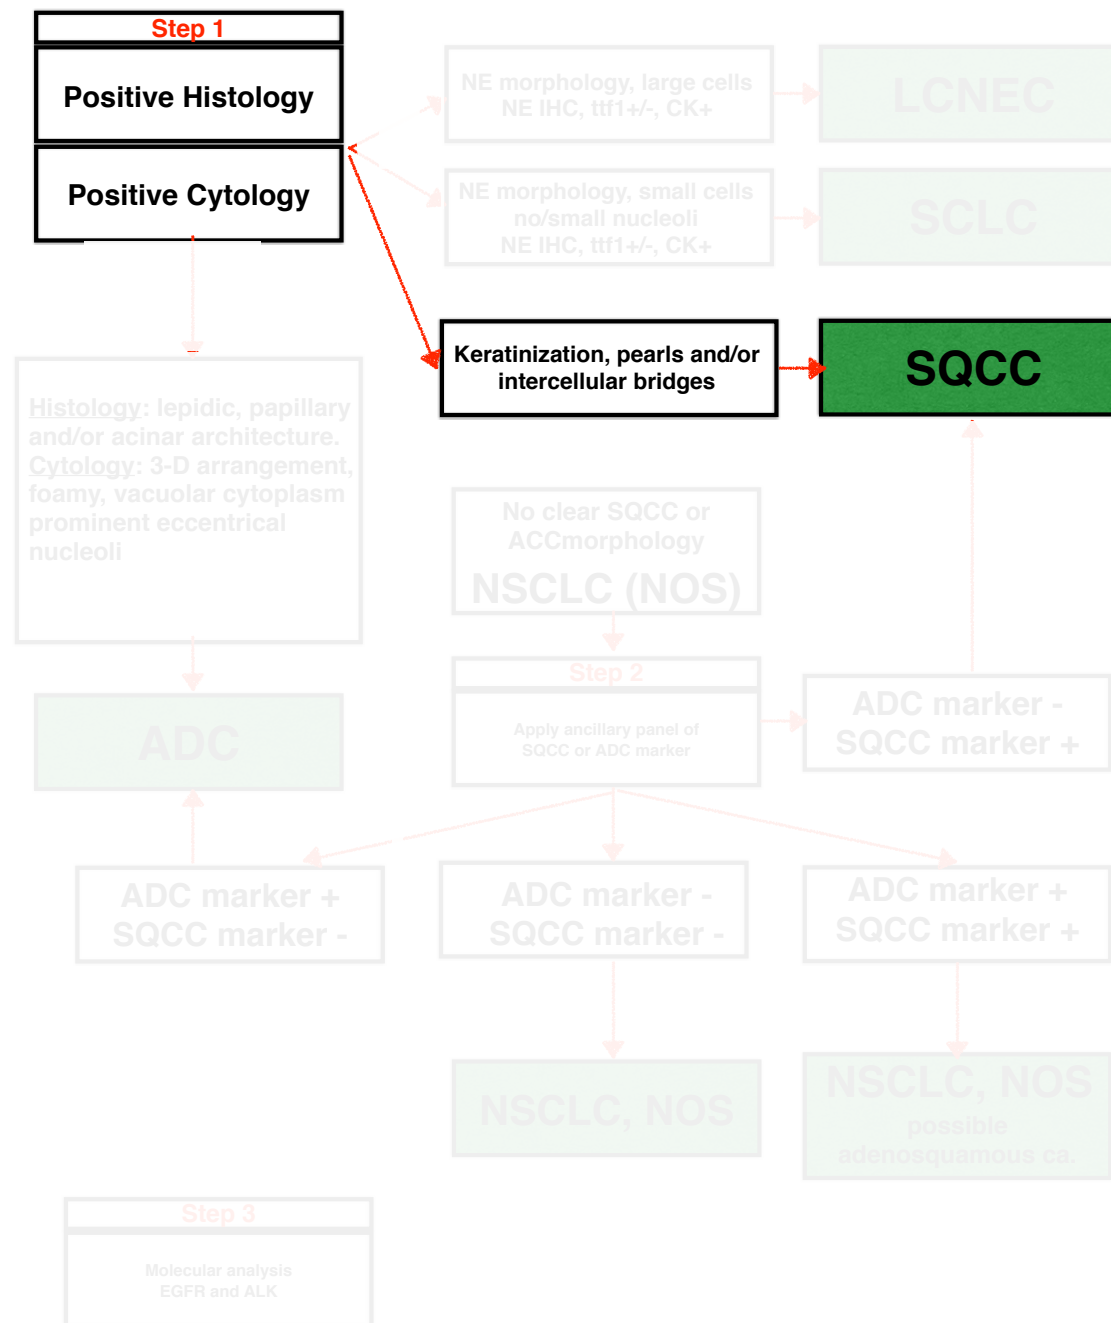 Step 1
Positive Histology
Positive Cytology
NE morphology, large cells
NE IHC, ttf1+/-, CK+
LCNEC
NE morphology, small cells
no/small nucleoli
NE IHC, ttf1+/-, CK+
SCLC
Keratinization, pearls and/or
intercellular bridges
SQCC
Histology: lepidic, papillary
and/or acinar architecture.
Cytology: 3-D arrangement,
foamy, vacuolar cytoplasm
prominent eccentrical
nucleoli
No clear SQCC or
ACCmorphology
NSCLC (NOS)
Step 2
Apply ancillary panel of
SQCC or ADC marker
ADC marker -
SQCC marker +
ADC
ADC marker +
SQCC marker -
ADC marker -
SQCC marker -
ADC marker +
SQCC marker +
NSCLC, NOS
NSCLC, NOS
possible
adenosquamous ca.
Step 3
Molecular analysis
EGFR and ALK